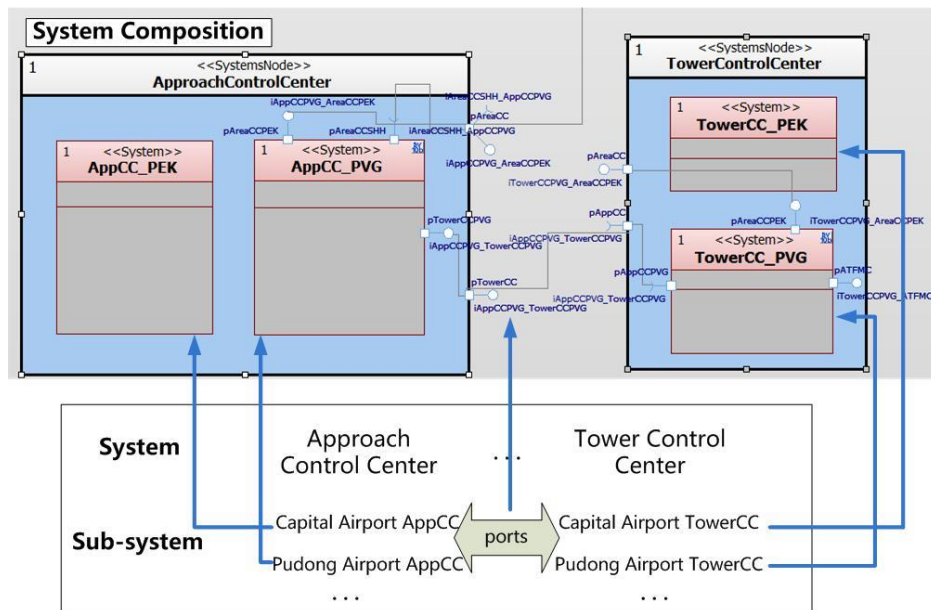 System Composition
1
<<SystemsNode>>
ApproachControlCenter
iAppCCPVG_AreaCCPEK
iAreaCCSHH_AppCCPVG
pAreaCC
pAreaCCPEK
pAreaCCSHH
iAreaCCSHH_AppCCPVG
iAppCCPVG_AreaCCPEK
1
<<System>>
AppCC_PEK
1
<<System>>
AppCC_PVG
pTowerCCPVG
iAppCCPVG_TowerCCPVG
pTowerCC
iAppCCPVG_TowerCCPVG
1
<<SystemsNode>>
TowerControlCenter
1
<<System>>
TowerCC_PEK
pAreaCC
iTowerCCPVG_AreaCCPEK
pAppCC
iAppCCPVG_TowerCCPVG
pAreaCCPEK
iTowerCCPVG_AreaCCPEK
1
<<System>>
TowerCC_PVG
pAppCCPVG
iAppCCPVG_TowerCCPVG
pATFMC
iTowerCCPVG_ATFMC
System
Approach
Control Center
...
Tower Control
Center
...
...
Sub-system
Capital Airport AppCC
ports
Capital Airport TowerCC
Pudong Airport AppCC
Pudong Airport TowerCC
...
...